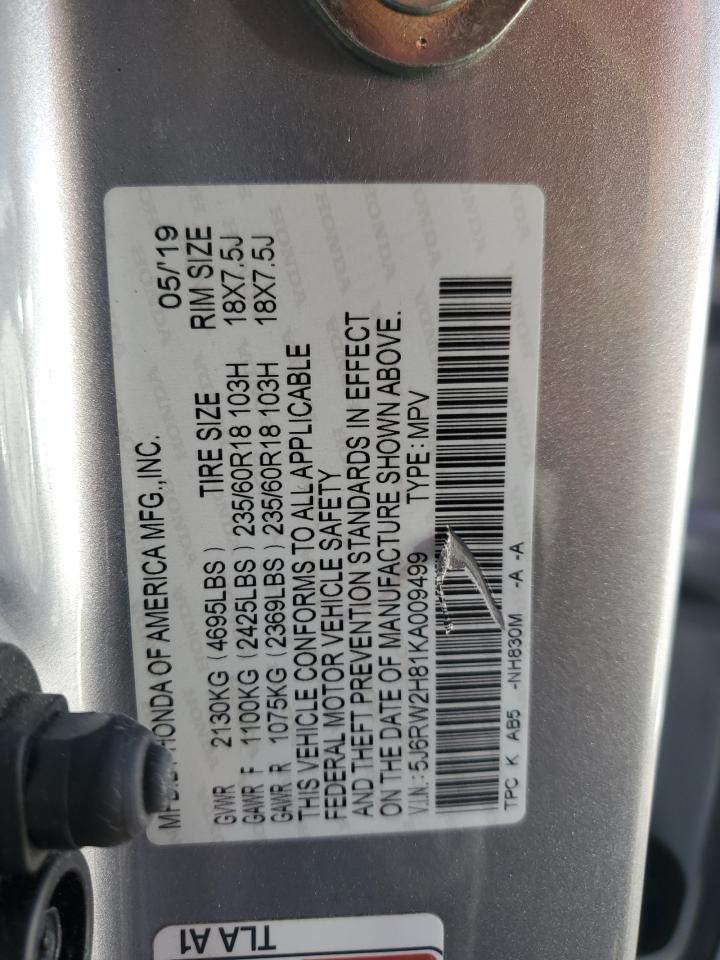 MFD.BY HONDA OF AMERICA MFG.,INC. 05/'19
GVWR 2130KG (4695LBS) TIRE SIZE RIM SIZE
GAWR F 1100KG (2425LBS) 235/60R18 103H 18X7.5J
GAWR R 1075KG (2369LBS) 235/60R18 103H 18X7.5J
THIS VEHICLE CONFORMS TO ALL APPLICABLE
FEDERAL MOTOR VEHICLE SAFETY
AND THEFT PREVENTION STANDARDS IN EFFECT
ON THE DATE OF MANUFACTURE SHOWN ABOVE.
V.I.N.: 5J6RW2H81KA009499 TYPE: MPV
TPC K AB5 -NH830M -A -A
TLA A1